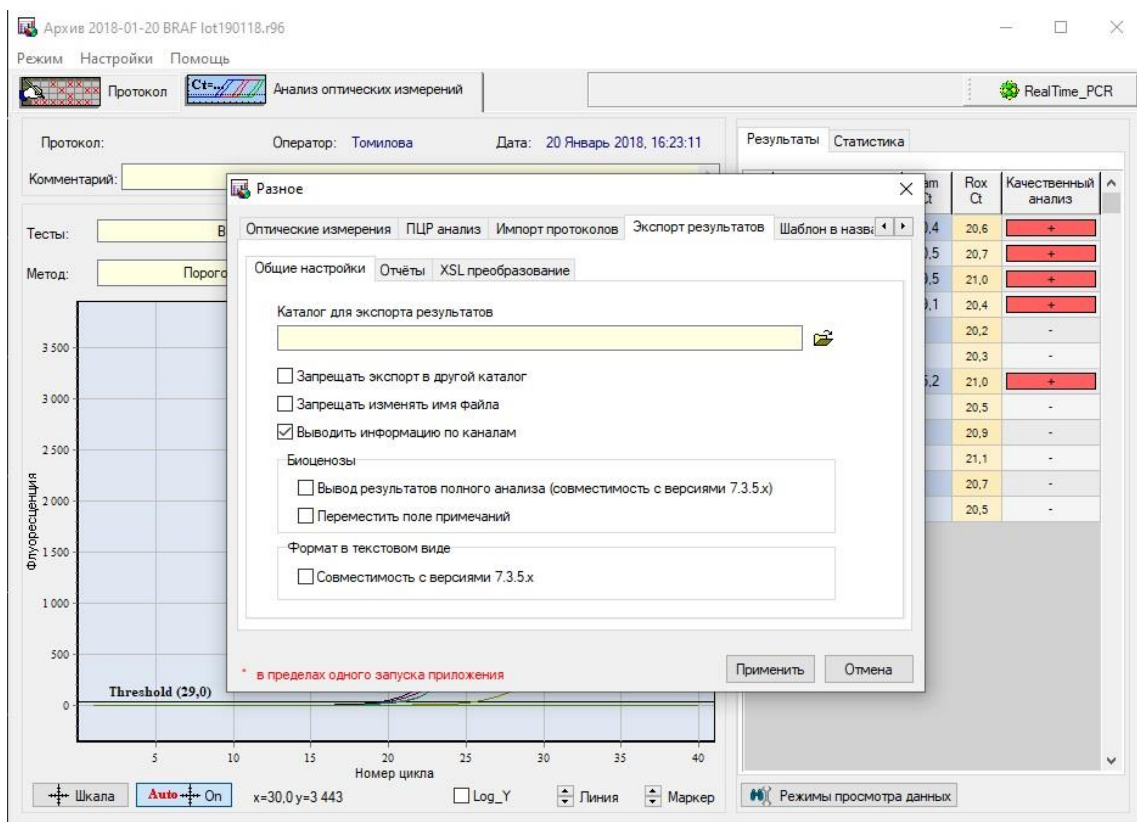 Архив 2018-01-20 BRAF lot190118.r96
Режим Настройки Помощь
Протокол
Ct=...
Анализ оптических измерений
RealTime_PCR
Протокол:
Оператор: Томилова
Дата: 20 Январь 2018, 16:23:11
Комментарий:
Тесты:
Метод:
Порого
Результаты Статистика
Ct
Rox Ct
Качественный анализ
20,6 +
20,7 +
21,0 +
20,4 +
20,2 -
20,3 -
21,0 +
20,5 -
20,9 -
21,1 -
20,7 -
20,5 -
Разное
Оптические измерения ПЦР анализ Импорт протоколов Экспорт результатов Шаблон в назва
Общие настройки Отчёты XSL преобразование
Каталог для экспорта результатов
Запрещать экспорт в другой каталог
Запрещать изменять имя файла
Выводить информацию по каналам
Биоценозы
Вывод результатов полного анализа (совместимость с версиями 7.3.5.x)
Переместить поле примечаний
Формат в текстовом виде
Совместимость с версиями 7.3.5.x
* в пределах одного запуска приложения
Применить Отмена
Флуоресценция
3 500
3 000
2 500
2 000
1 500
1 000
500
0
Threshold (29,0)
5 10 15 20 25 30 35 40
Номер цикла
Шкала
Auto On
x=30,0 y=3 443
Log_Y
Линия
Маркер
Режимы просмотра данных